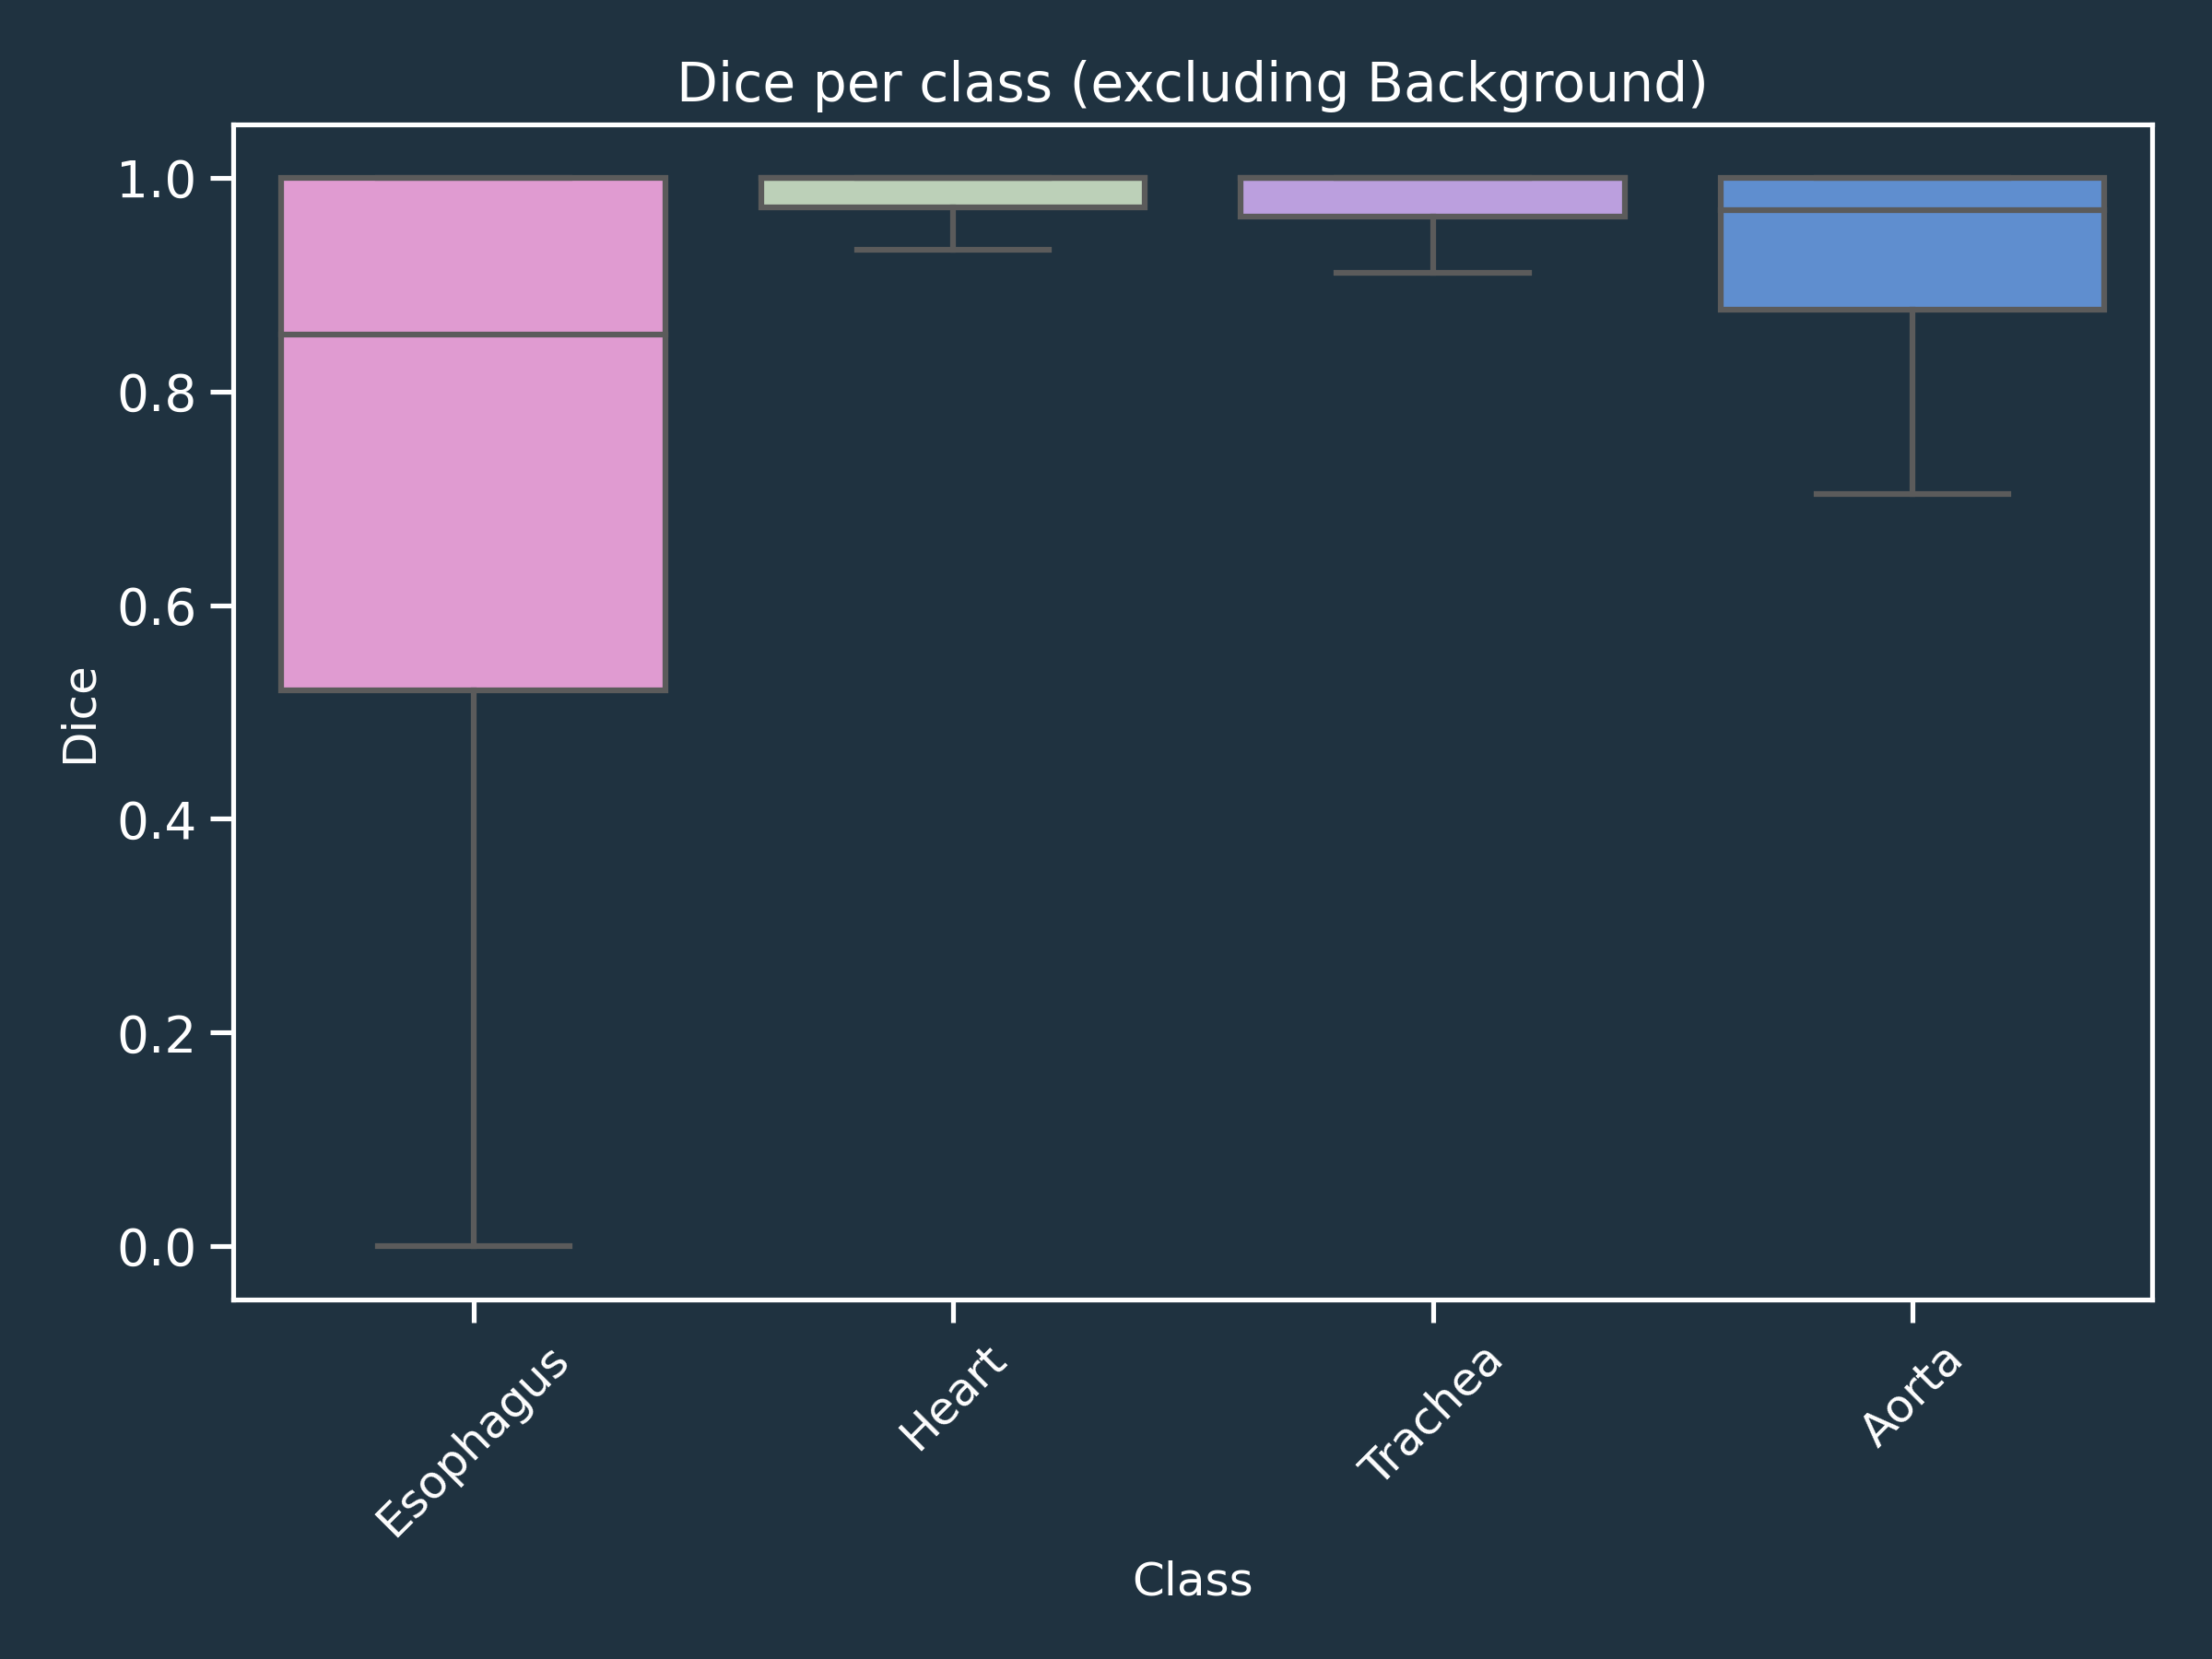 Dice per class (excluding Background)
1.0
0.8
0.6
0.4
0.2
0.0
Dice
Esophagus
Heart
Trachea
Aorta
Class